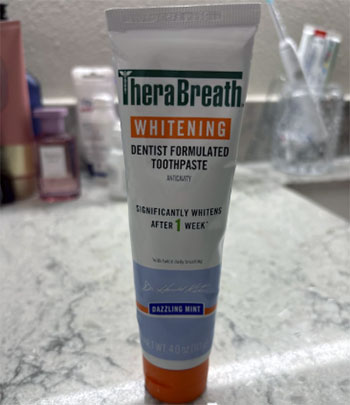 TheraBreath
WHITENING
DENTIST FORMULATED
TOOTHPASTE
ANTICAVITY
SIGNIFICANTLY WHITENS
AFTER 1 WEEK*
DAZZLING MINT